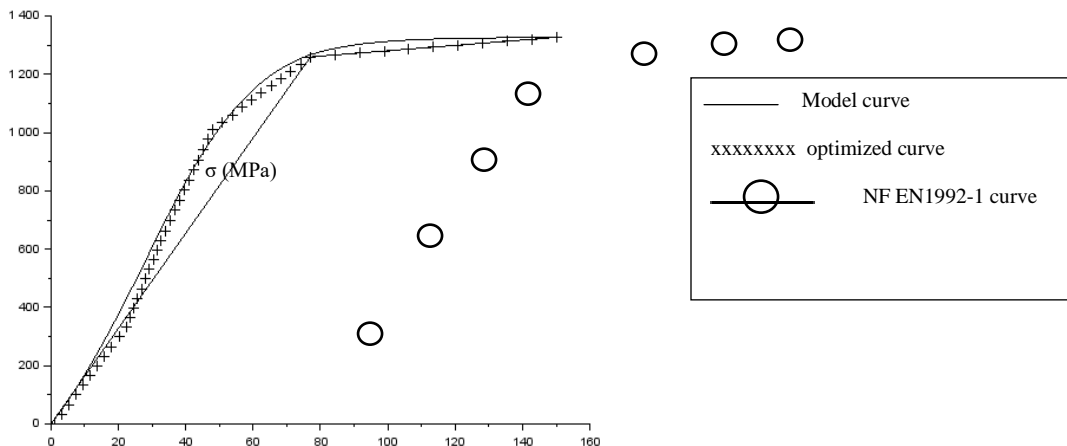 1 400
1 200
1 000
800
600
400
200
0
σ (MPa)
0 20 40 60 80 100 120 140 160
Model curve
xxxxxxxx optimized curve
NF EN1992-1 curve